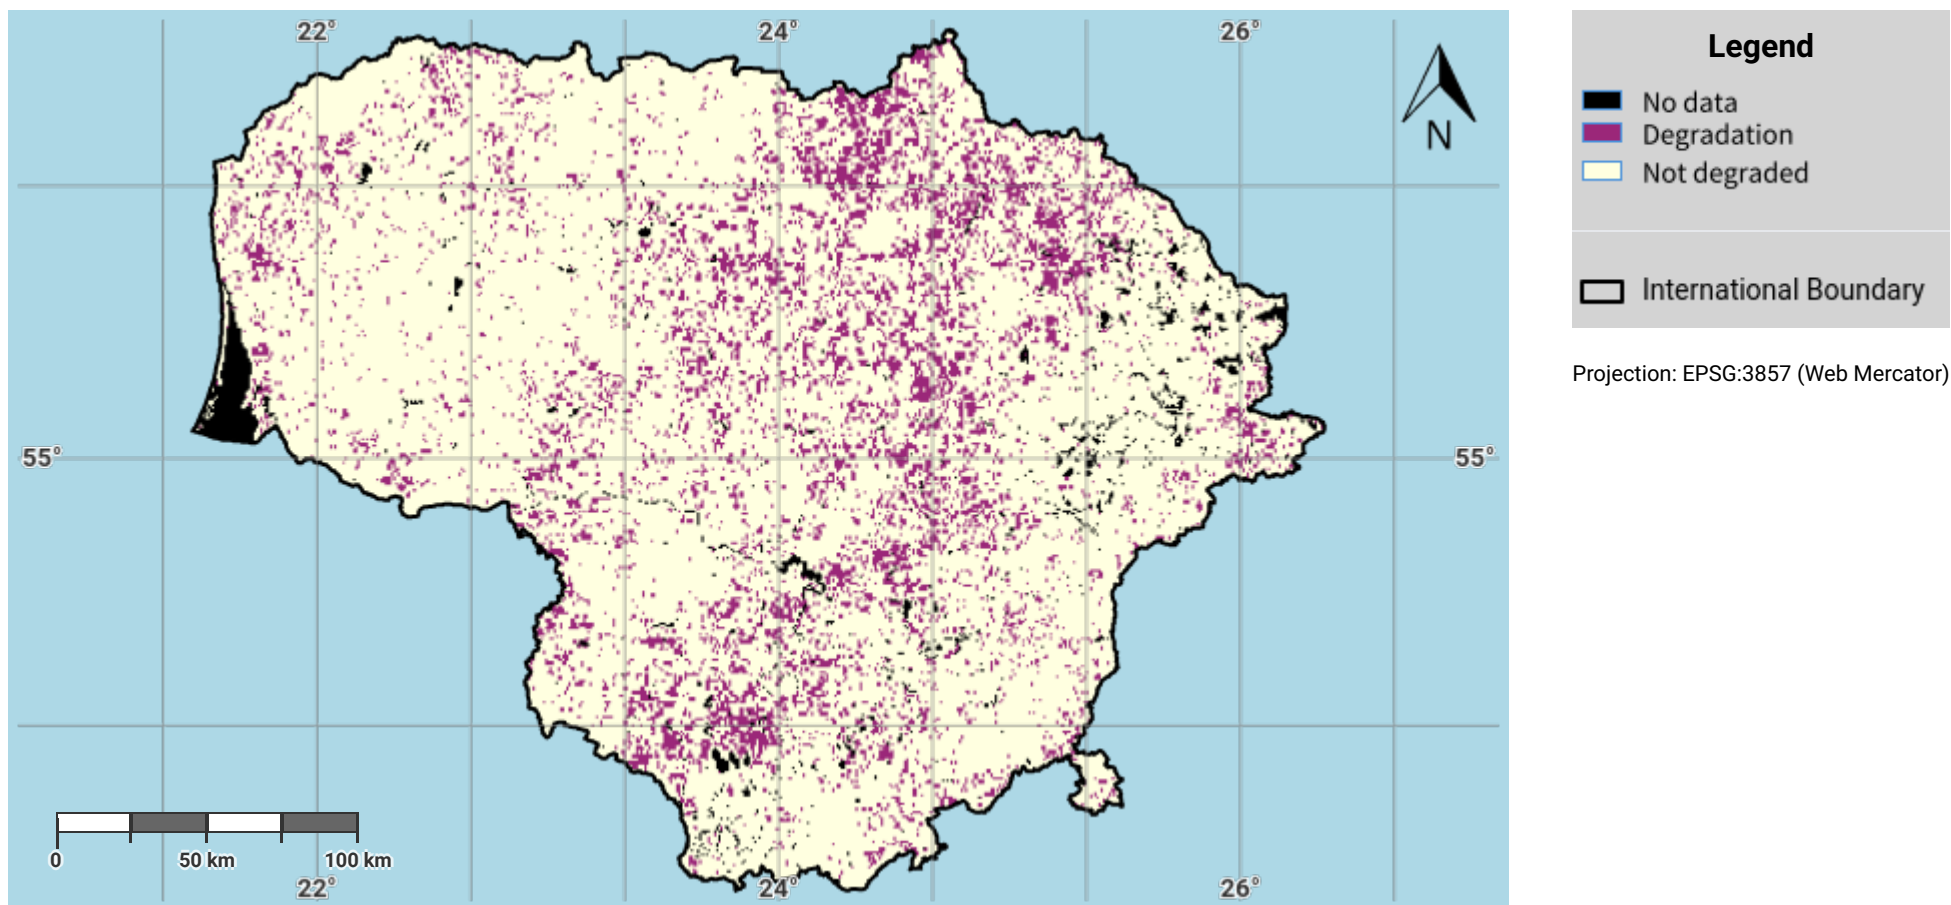 22°
24°
26°
N
55°
55°
0
50 km
100 km
22°
24°
26°
Legend
No data
Degradation
Not degraded
International Boundary
Projection: EPSG:3857 (Web Mercator)